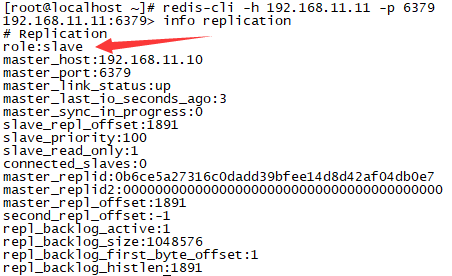 [root@localhost ~]# redis-cli -h 192.168.11.11 -p 6379
192.168.11.11:6379> info replication
# Replication
role:slave
master_host:192.168.11.10
master_port:6379
master_link_status:up
master_last_io_seconds_ago:3
master_sync_in_progress:0
slave_repl_offset:1891
slave_priority:100
slave_read_only:1
connected_slaves:0
master_replid:0b6ce5a27316c0dadd39bfee14d8d42af04db0e7
master_replid2:0000000000000000000000000000000000000000
master_repl_offset:1891
second_repl_offset:-1
repl_backlog_active:1
repl_backlog_size:1048576
repl_backlog_first_byte_offset:1
repl_backlog_histlen:1891